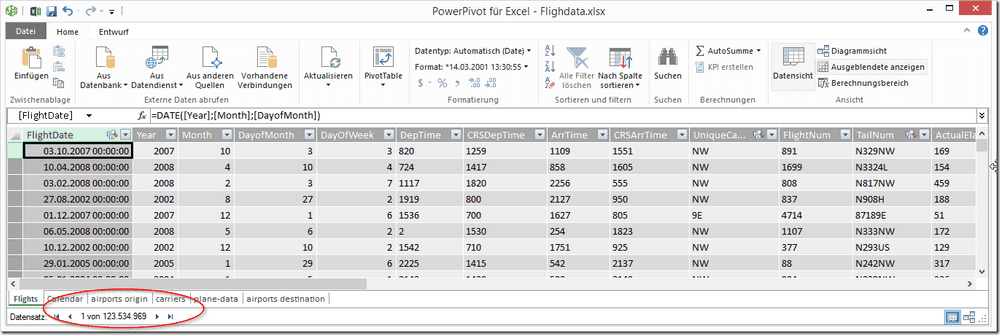 PowerPivot für Excel - Flighdata.xlsx
Datei Home Entwurf
Einfügen
Aus Datenbank
Aus Datendienst
Aus anderen Quellen
Vorhandene Verbindungen
Aktualisieren
PivotTable
Datentyp: Automatisch (Date)
Format: *14.03.2001 13:30:55
$ % ,
Alle Filter löschen
Nach Spalte sortieren
Suchen
AutoSumme
KPI erstellen
Datensicht
Diagrammsicht
Ausgeblendete anzeigen
Berechnungsbereich
Zwischenablage Externe Daten abrufen Formatierung Sortieren und filtern Suchen Berechnungen Ansicht
[FlightDate] fx =DATE([Year];[Month];[DayofMonth])
FlightDate Year Month DayofMonth DayOfWeek DepTime CRSDepTime ArrTime CRSArrTime UniqueCa... FlightNum TailNum ActualEla
03.10.2007 00:00:00 2007 10 3 3 820 1259 1109 1551 NW 891 N329NW 169
10.04.2008 00:00:00 2008 4 10 4 724 1417 858 1605 NW 1699 N3324L 154
03.02.2008 00:00:00 2008 2 3 7 1117 1820 2256 555 NW 808 N817NW 459
27.08.2002 00:00:00 2002 8 27 2 1919 800 2127 950 NW 837 N908H 188
01.12.2007 00:00:00 2007 12 1 6 1536 700 1627 805 9E 4714 87189E 51
06.05.2008 00:00:00 2008 5 6 2 2 1530 254 1823 NW 1107 N333NW 172
10.12.2002 00:00:00 2002 12 10 2 1542 710 1751 925 NW 377 N293US 129
29.01.2005 00:00:00 2005 1 29 6 2225 1415 542 2137 NW 88 N242NW 317
Flights Calendar airports origin carriers plane-data airports destination
Datensatz: 1 von 123.534.969